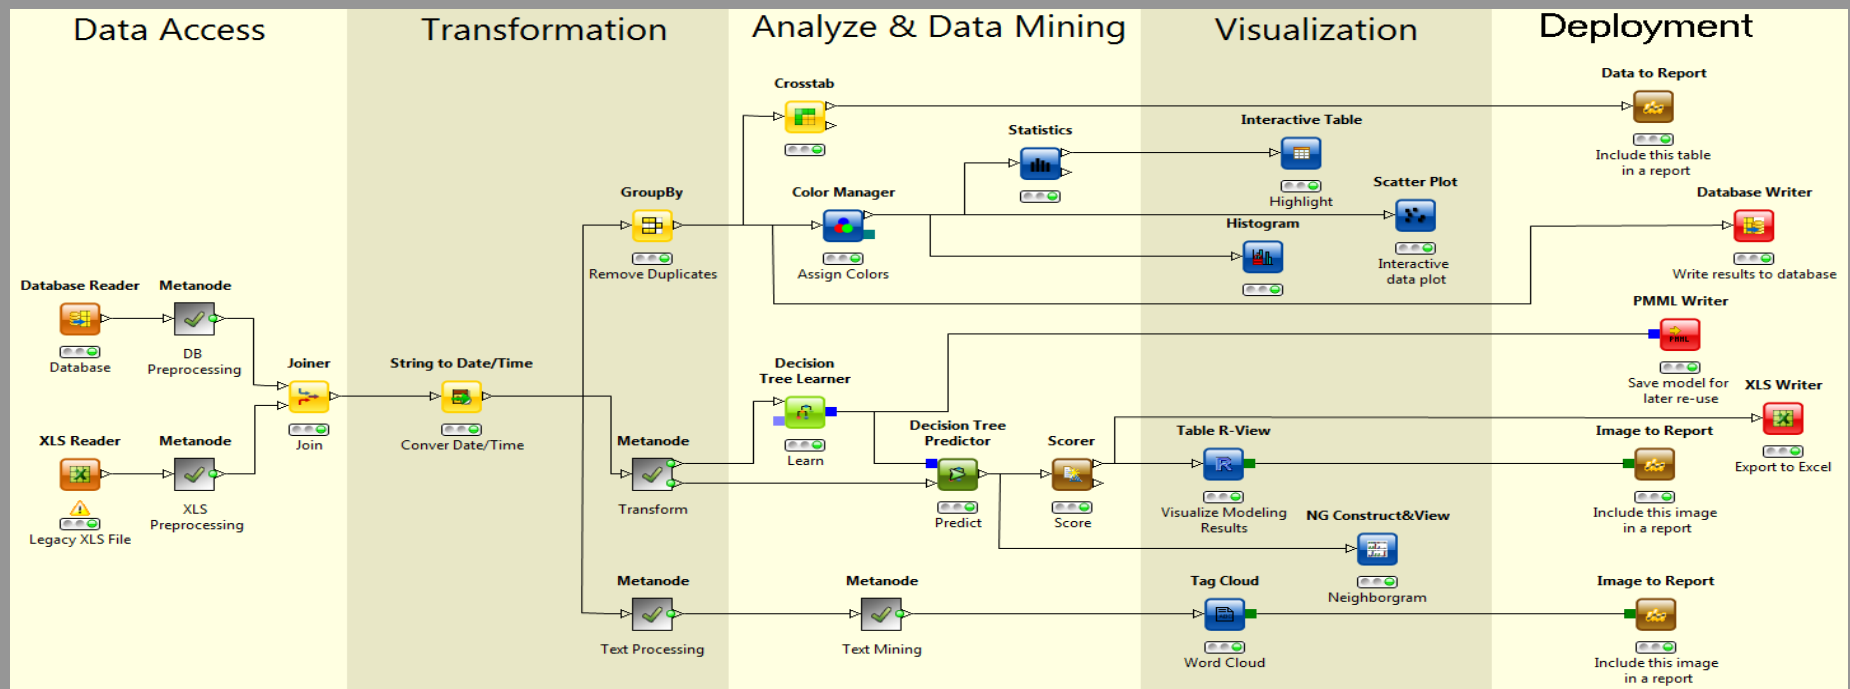 Data Access
Transformation
Analyze & Data Mining
Visualization
Deployment
Crosstab
Data to Report
Include this table
in a report
Statistics
Interactive Table
Highlight
GroupBy
Remove Duplicates
Color Manager
Assign Colors
Scatter Plot
Interactive
data plot
Histogram
Database Writer
Write results to database
Database Reader
Database
Metanode
DB
Preprocessing
Joiner
Join
String to Date/Time
Conver Date/Time
XLS Reader
Legacy XLS File
Metanode
XLS
Preprocessing
PMML Writer
PMML
Save model for
later re-use
Decision
Tree Learner
Learn
XLS Writer
Export to Excel
Metanode
Transform
Decision Tree
Predictor
Predict
Scorer
Score
Table R-View
R
Visualize Modeling
Results
Image to Report
Include this image
in a report
NG Construct&View
Neighborgram
Metanode
Text Processing
Metanode
Text Mining
Tag Cloud
Word Cloud
Image to Report
Include this image
in a report